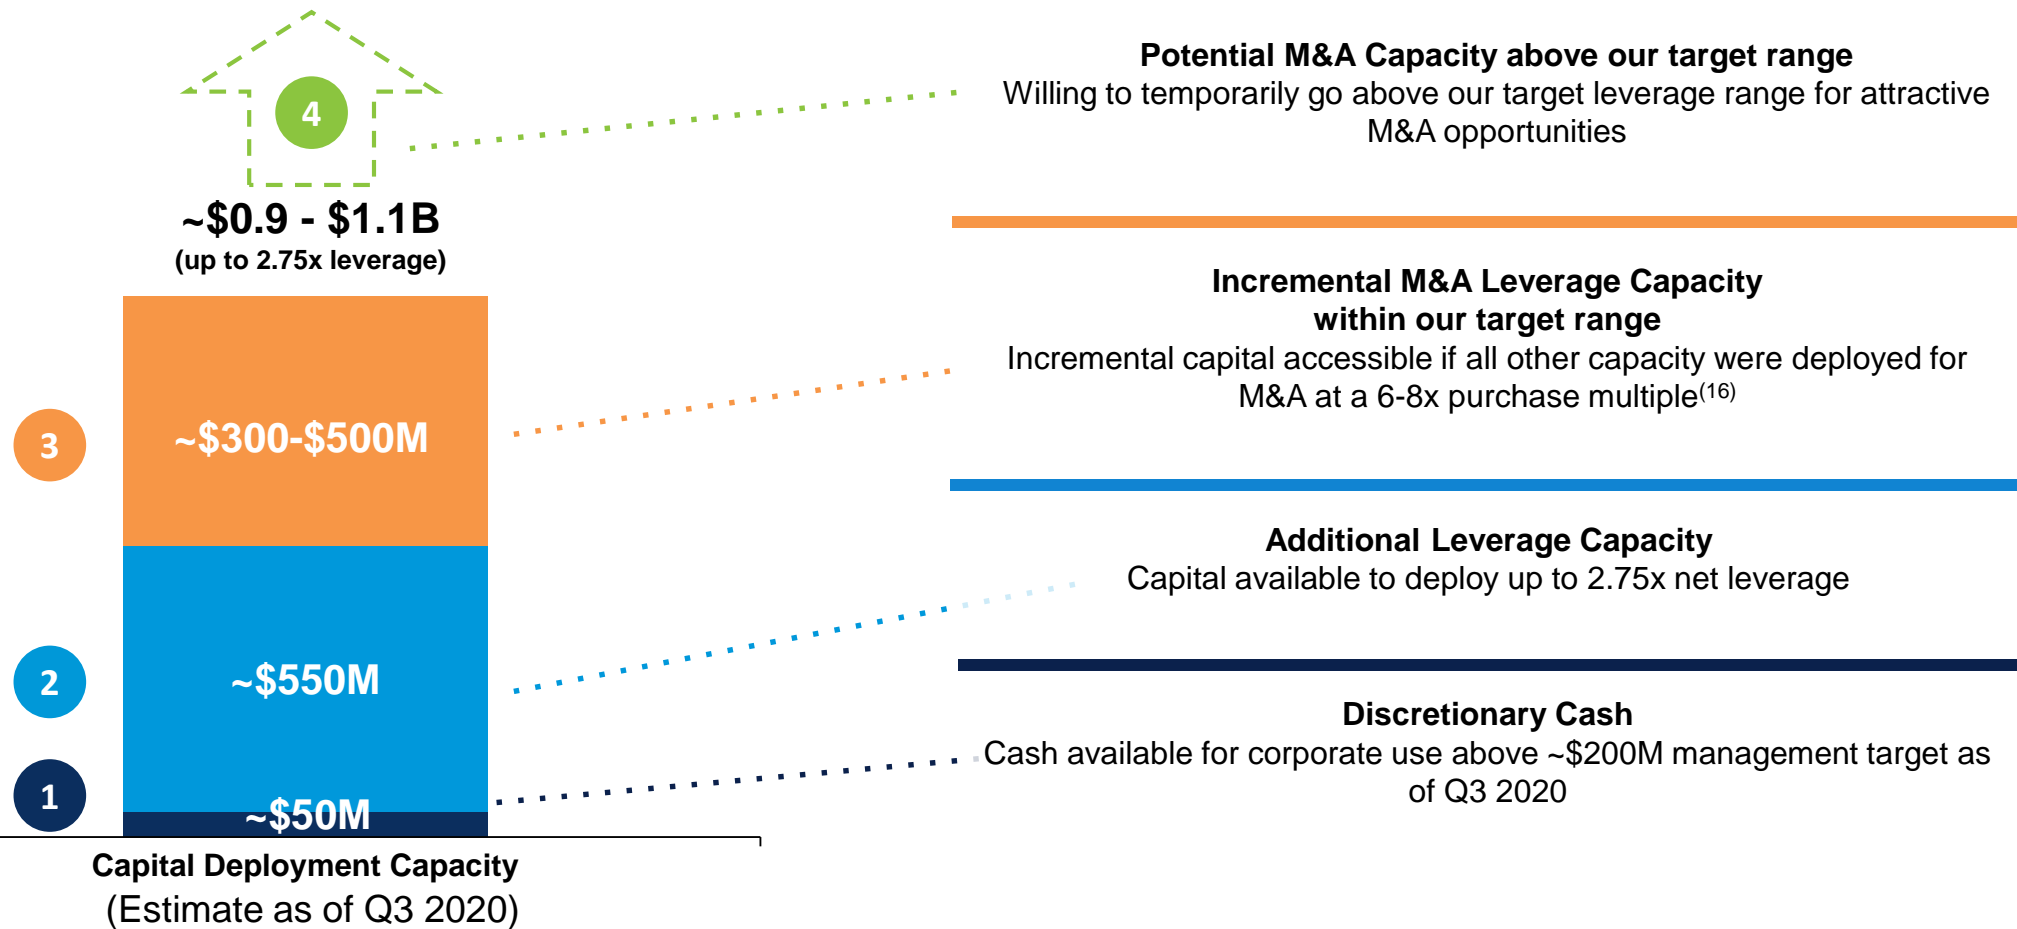 4
~$0.9 - $1.1B
(up to 2.75x leverage)
3
~$300-$500M
2
~$550M
1
~$50M
Capital Deployment Capacity
(Estimate as of Q3 2020)
Potential M&A Capacity above our target range
Willing to temporarily go above our target leverage range for attractive
M&A opportunities
Incremental M&A Leverage Capacity
within our target range
Incremental capital accessible if all other capacity were deployed for
M&A at a 6-8x purchase multiple(16)
Additional Leverage Capacity
Capital available to deploy up to 2.75x net leverage
Discretionary Cash
Cash available for corporate use above ~$200M management target as
of Q3 2020